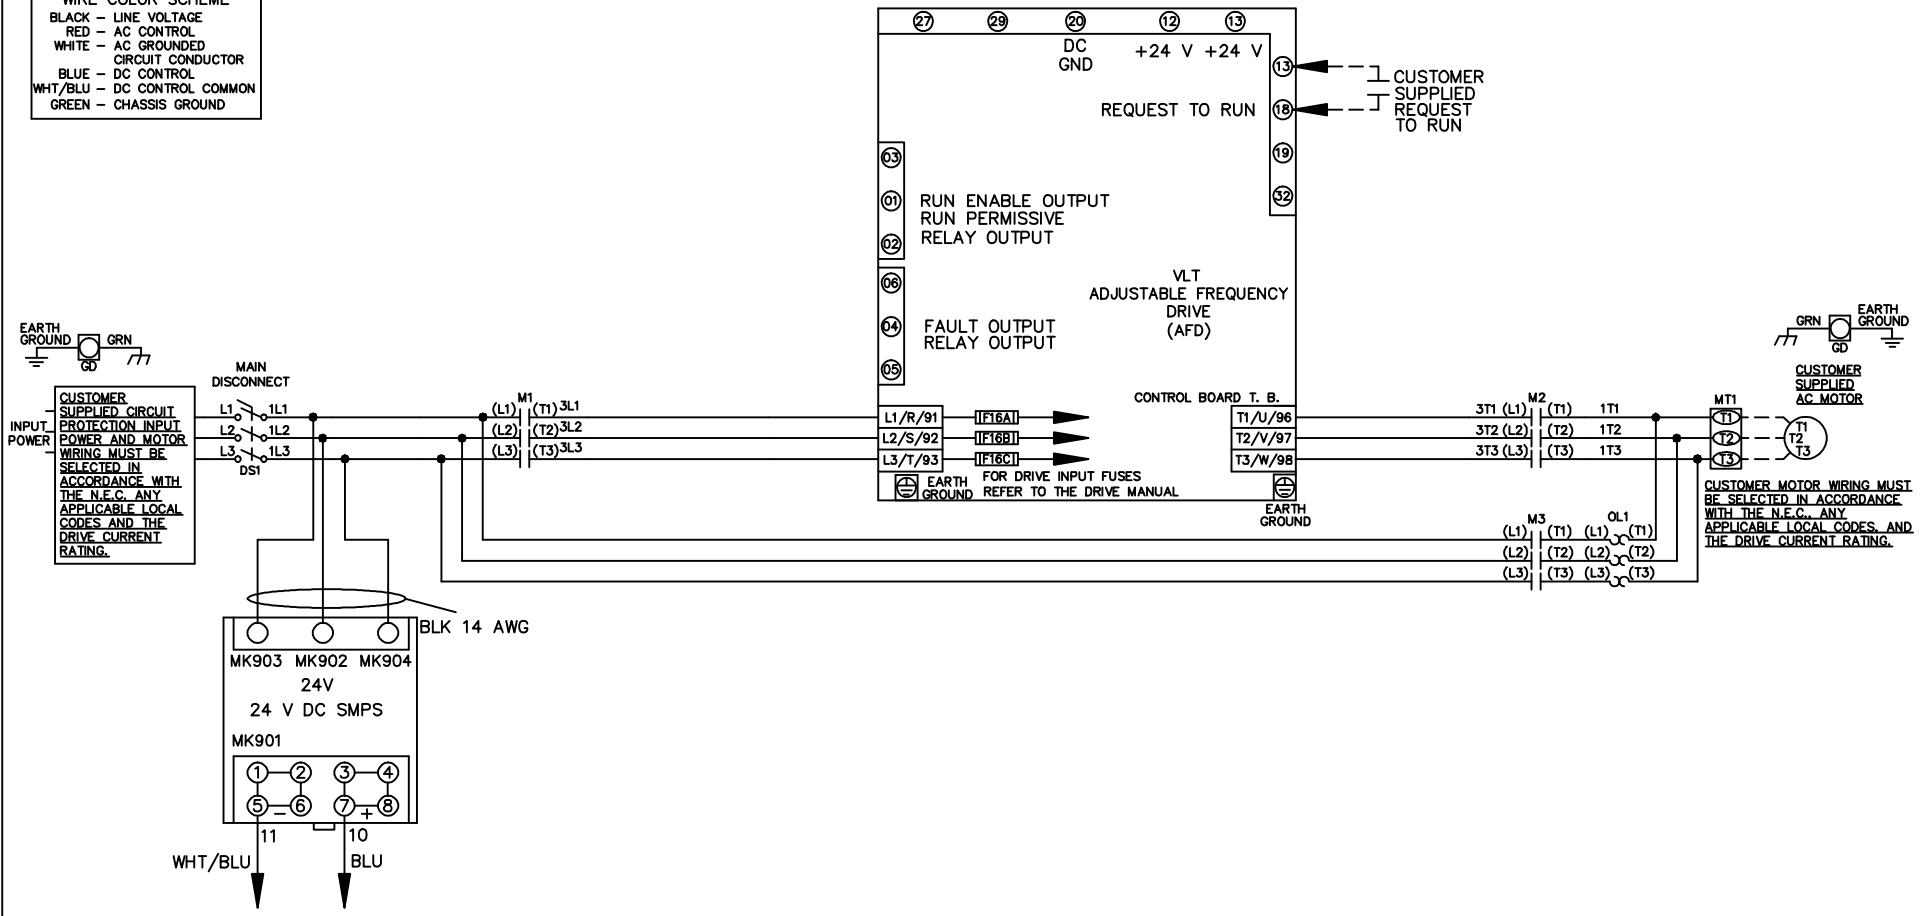 WIRE COLOR SCHEME
BLACK – LINE VOLTAGE
RED – AC CONTROL
WHITE – AC GROUNDED
CIRCUIT CONDUCTOR
BLUE – DC CONTROL
WHT/BLU – DC CONTROL COMMON
GREEN – CHASSIS GROUND
27 29 20 12 13
DC
GND
+24 V +24 V
13
REQUEST TO RUN 18
19
32
CUSTOMER
SUPPLIED
REQUEST
TO RUN
03
01
02
RUN ENABLE OUTPUT
RUN PERMISSIVE
RELAY OUTPUT
06
04
05
FAULT OUTPUT
RELAY OUTPUT
VLT
ADJUSTABLE FREQUENCY
DRIVE
(AFD)
CONTROL BOARD T. B.
EARTH
GROUND
GRN
GD
INPUT
POWER
CUSTOMER
SUPPLIED CIRCUIT
PROTECTION INPUT
POWER AND MOTOR
WIRING MUST BE
SELECTED IN
ACCORDANCE WITH
THE N.E.C. ANY
APPLICABLE LOCAL
CODES AND THE
DRIVE CURRENT
RATING.
MAIN
DISCONNECT
L1 1L1
L2 1L2
L3 1L3
DS1
M1
(L1) (T1) 3L1
(L2) (T2) 3L2
(L3) (T3) 3L3
L1/R/91 F16A
L2/S/92 F16B
L3/T/93 F16C
EARTH
GROUND
FOR DRIVE INPUT FUSES
REFER TO THE DRIVE MANUAL
T1/U/96
T2/V/97
T3/W/98
EARTH
GROUND
M2
3T1 (L1) (T1) 1T1
3T2 (L2) (T2) 1T2
3T3 (L3) (T3) 1T3
MT1
T1
T2
T3
T1
T2
T3
GRN
GD
EARTH
GROUND
CUSTOMER
SUPPLIED
AC MOTOR
CUSTOMER MOTOR WIRING MUST
BE SELECTED IN ACCORDANCE
WITH THE N.E.C., ANY
APPLICABLE LOCAL CODES, AND
THE DRIVE CURRENT RATING.
M3 OL1
(L1) (T1) (L1) (T1)
(L2) (T2) (L2) (T2)
(L3) (T3) (L3) (T3)
BLK 14 AWG
MK903 MK902 MK904
24V
24 V DC SMPS
MK901
1 2 3 4
5 – 6 7 + 8
11 10
WHT/BLU BLU